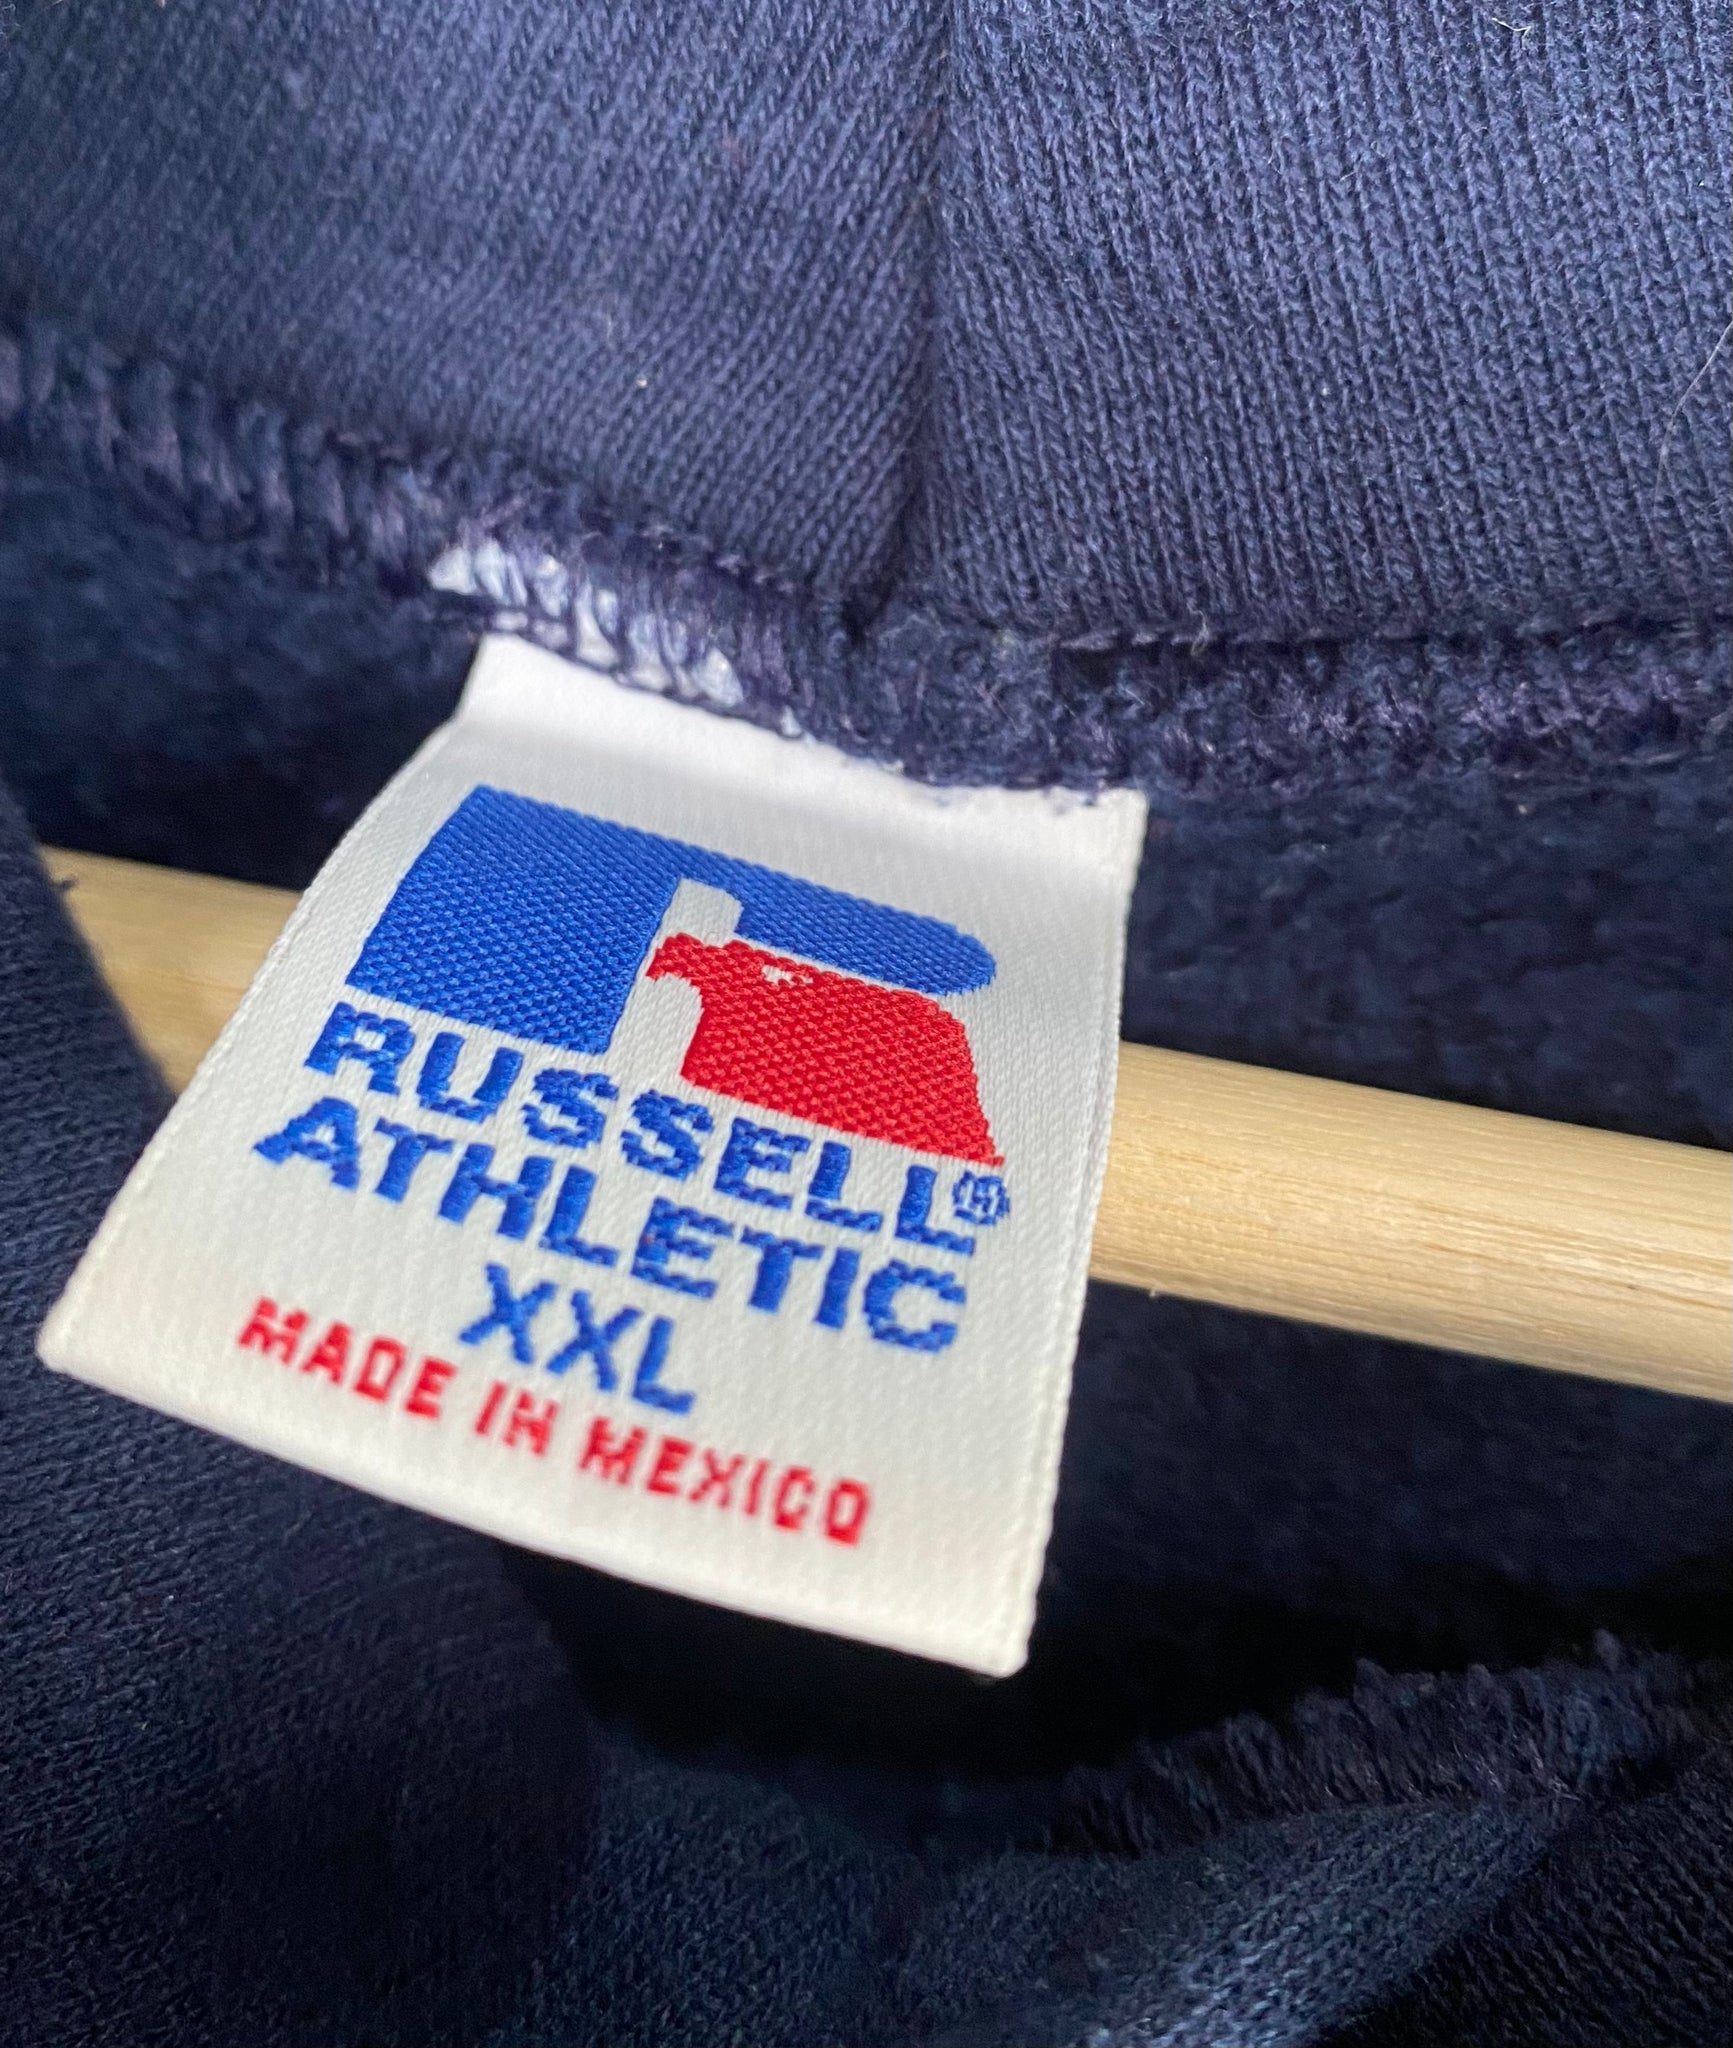 RUSSELL®
ATHLETIC
XXL
MADE IN MEXICO